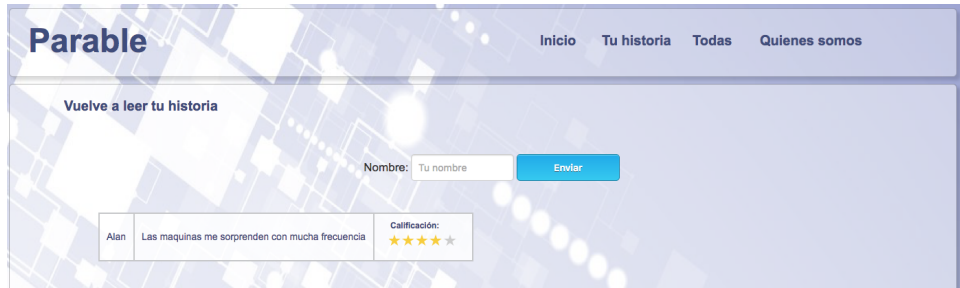 Parable
Inicio Tu historia Todas Quienes somos
Vuelve a leer tu historia
Nombre: Tu nombre Enviar
Calificación:
Alan Las maquinas me sorprenden con mucha frecuencia